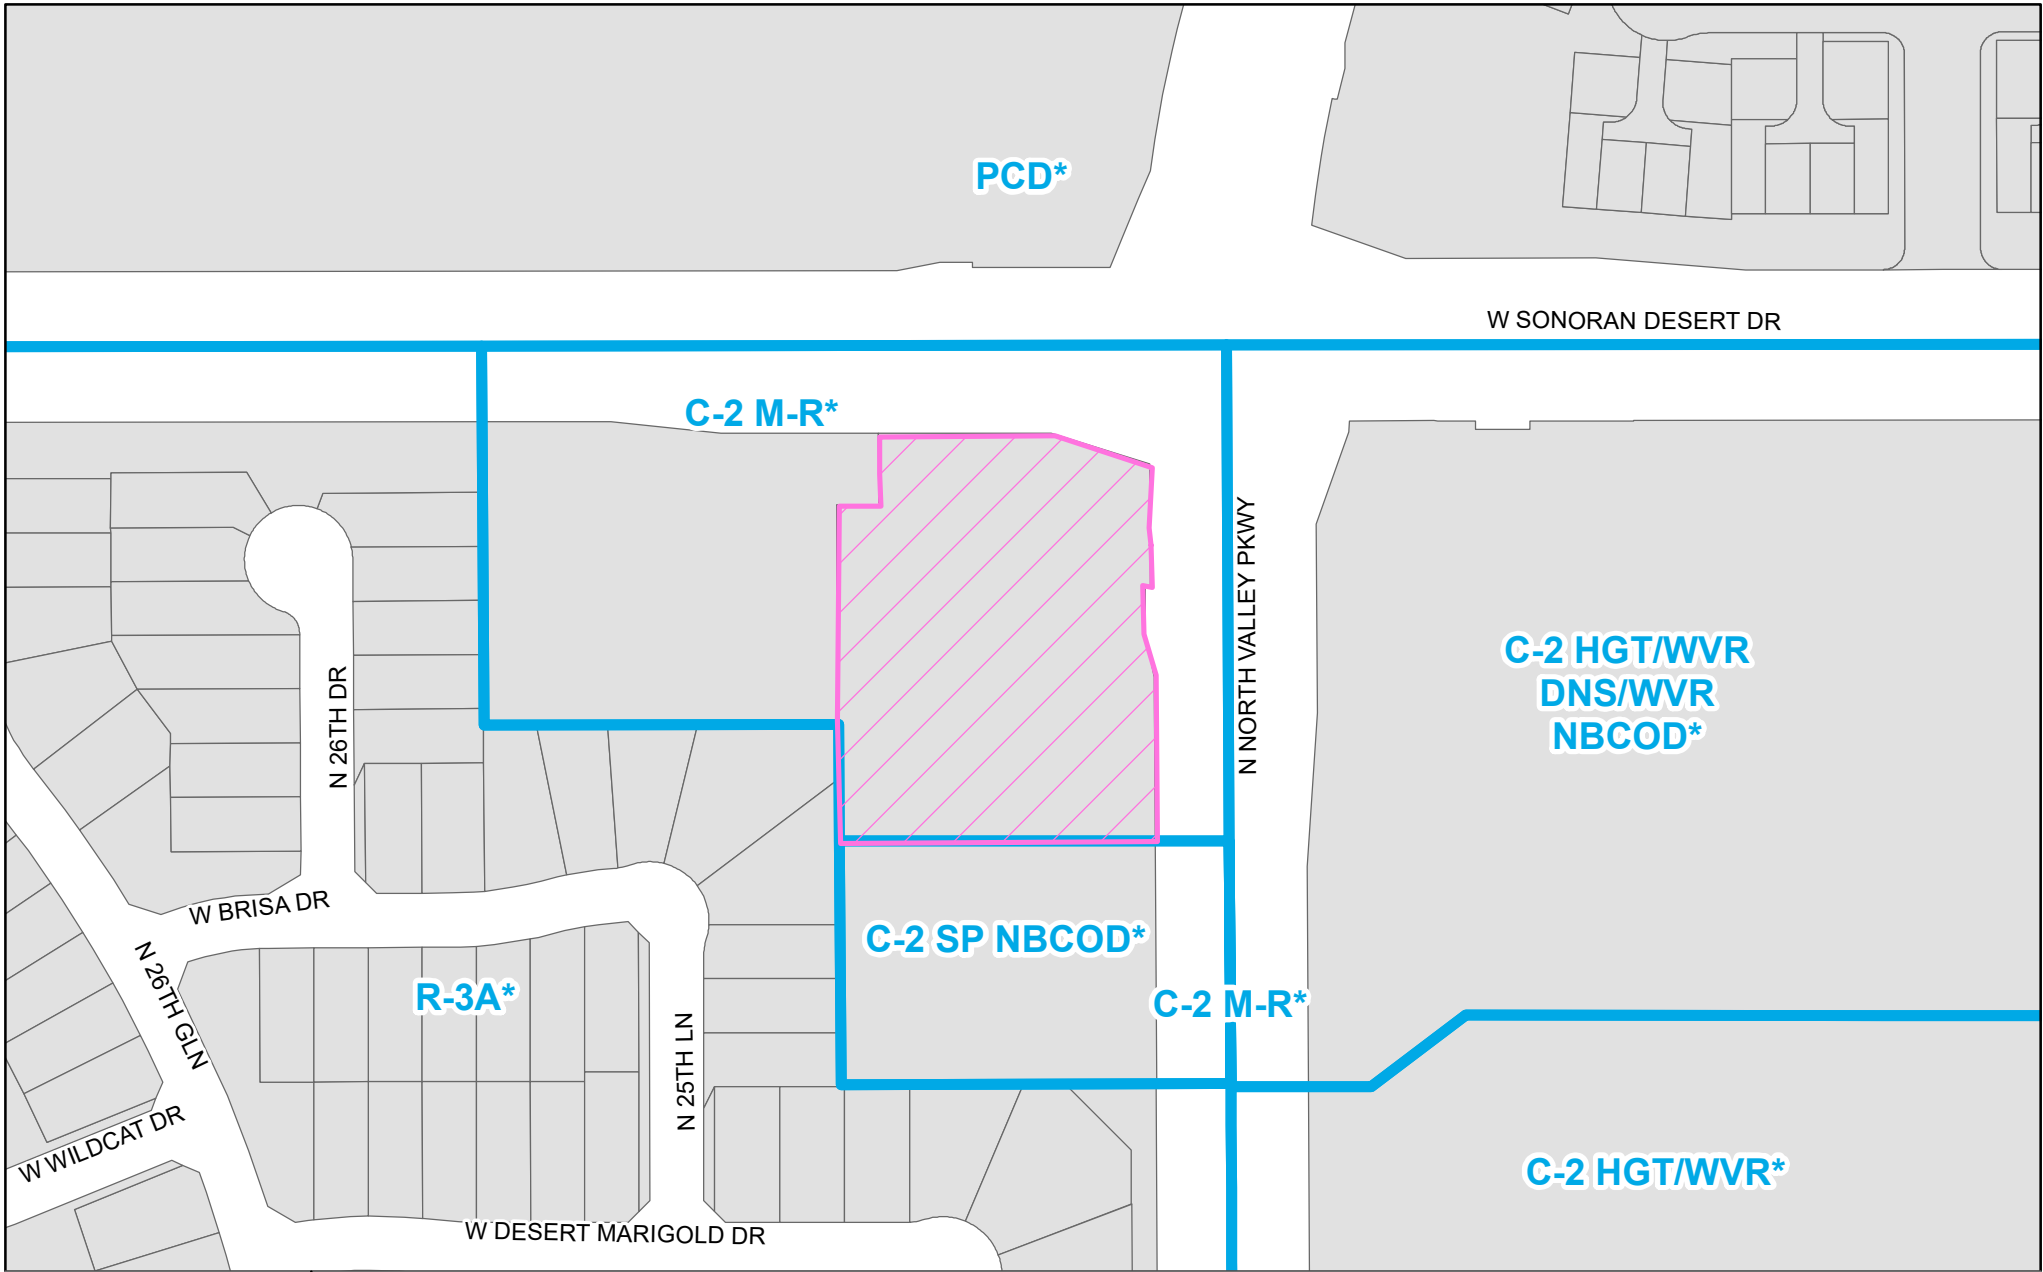 PCD*
W SONORAN DESERT DR
C-2 M-R*
N NORTH VALLEY PKWY
C-2 HGT/WVR
DNS/WVR
NBCOD*
N 26TH DR
W BRISA DR
C-2 SP NBCOD*
N 26TH GLN
R-3A*
C-2 M-R*
N 25TH LN
W WILDCAT DR
C-2 HGT/WVR*
W DESERT MARIGOLD DR